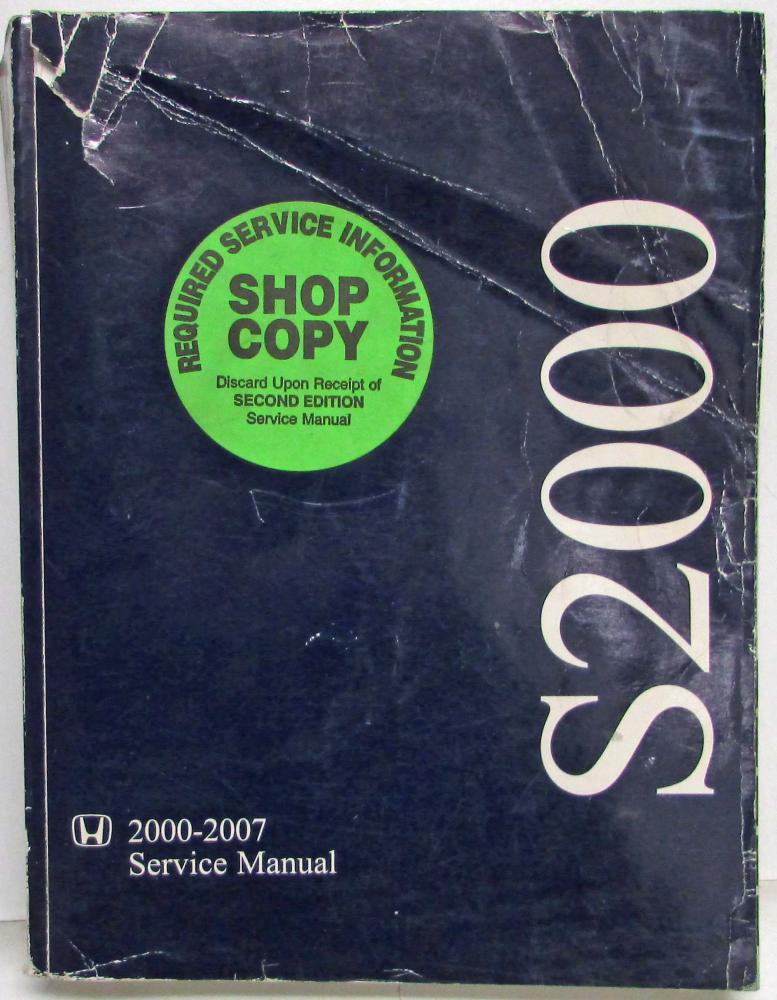 REQUIRED SERVICE INFORMATION
SHOP
COPY
Discard Upon Receipt of
SECOND EDITION
Service Manual
S2000
2000-2007
Service Manual